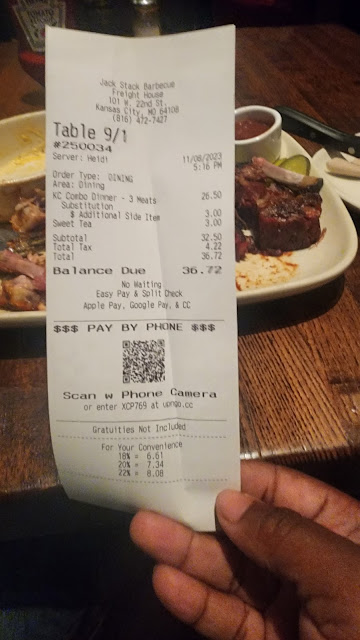 TOMATO
Jack Stack Barbecue
Freight House
101 W. 22nd St.
Kansas City, MO 64108
(816) 472-7427
Table 9/1
#250034
Server: Heidi 11/08/2023
5:16 PM
Order Type: DINING
Area: Dining
KC Combo Dinner - 3 Meats 26.50
Substitution
$ Additional Side Item 3.00
Sweet Tea 3.00
Subtotal 32.50
Total Tax 4.22
Total 36.72
Balance Due 36.72
No Waiting
Easy Pay & Split Check
Apple Pay, Google Pay, & CC
$$$ PAY BY PHONE $$$
Scan w Phone Camera
or enter XCP769 at upngo.cc
Gratuities Not Included
For Your Convenience
18% = 6.61
20% = 7.34
22% = 8.08